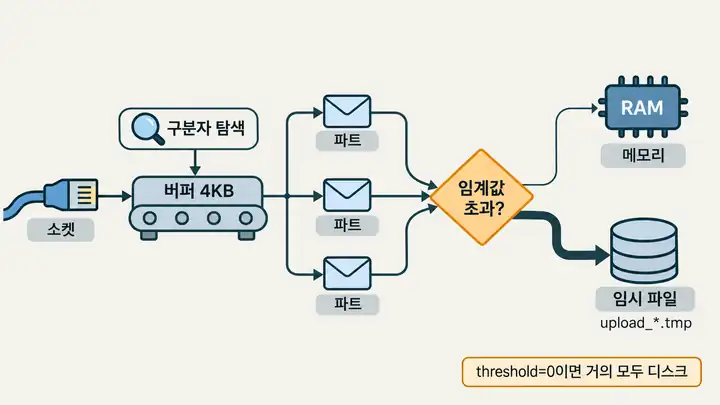 구분자 탐색
버퍼 4KB
소켓
파트
파트
파트
임계값
초과?
RAM
메모리
임시 파일
upload_*.tmp
threshold=0이면 거의 모두 디스크